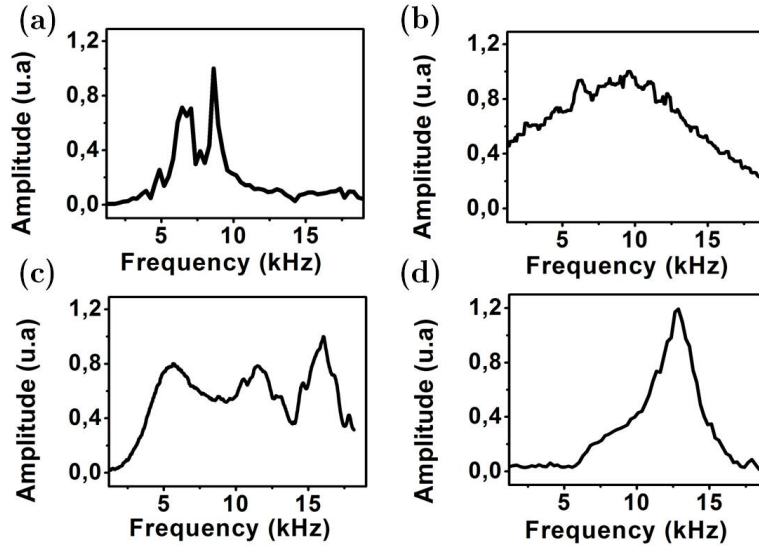 (a)
Amplitude (u.a)
1,2
0,8
0,4
0,0
5 10 15
Frequency (kHz)
(b)
Amplitude (u.a)
1,2
0,8
0,4
0,0
5 10 15
Frequency (kHz)
(c)
Amplitude (u.a)
1,2
0,8
0,4
0,0
5 10 15
Frequency (kHz)
(d)
Amplitude (u.a)
1,2
0,8
0,4
0,0
5 10 15
Frequency (kHz)